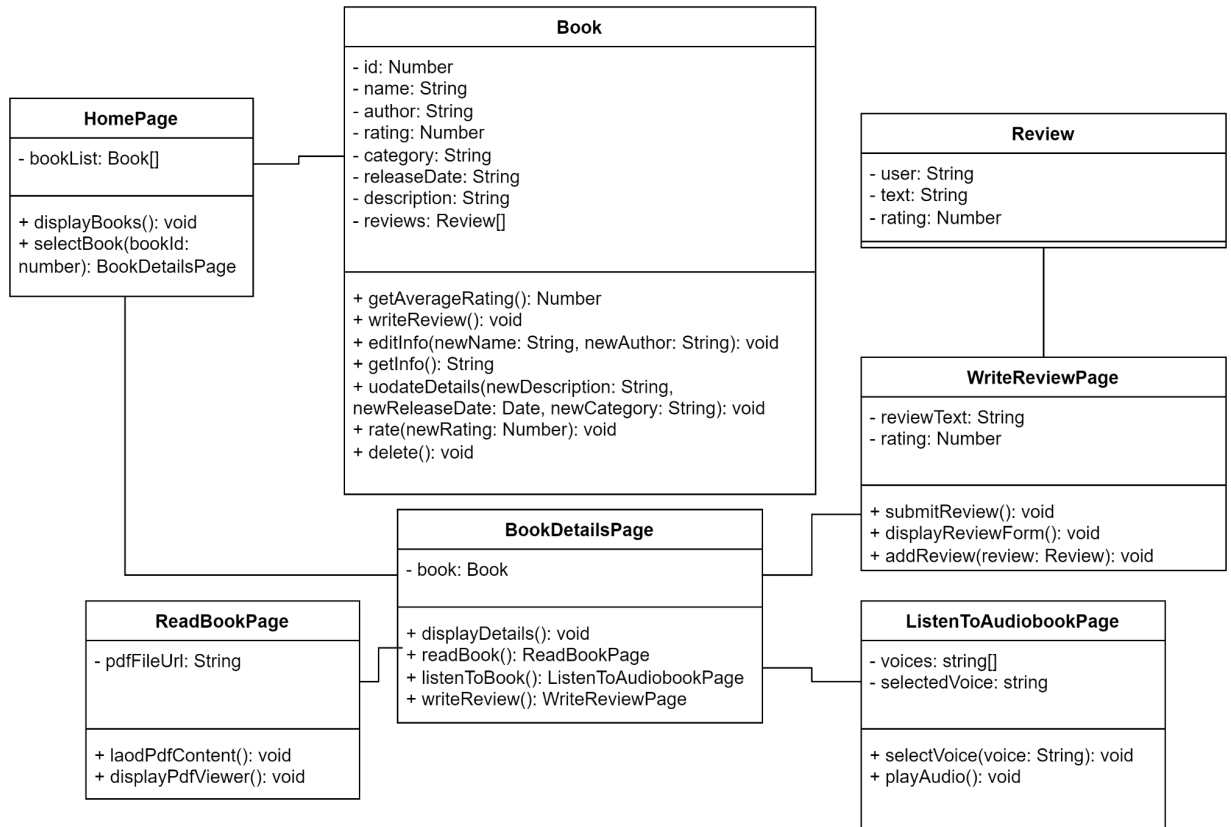 Book
- id: Number
- name: String
- author: String
- rating: Number
- category: String
- releaseDate: String
- description: String
- reviews: Review[]
+ getAverageRating(): Number
+ writeReview(): void
+ editInfo(newName: String, newAuthor: String): void
+ getInfo(): String
+ uodateDetails(newDescription: String,
newReleaseDate: Date, newCategory: String): void
+ rate(newRating: Number): void
+ delete(): void
HomePage
- bookList: Book[]
+ displayBooks(): void
+ selectBook(bookId:
number): BookDetailsPage
Review
- user: String
- text: String
- rating: Number
WriteReviewPage
- reviewText: String
- rating: Number
+ submitReview(): void
+ displayReviewForm(): void
+ addReview(review: Review): void
BookDetailsPage
- book: Book
+ displayDetails(): void
+ readBook(): ReadBookPage
+ listenToBook(): ListenToAudiobookPage
+ writeReview(): WriteReviewPage
ReadBookPage
- pdfFileUrl: String
+ laodPdfContent(): void
+ displayPdfViewer(): void
ListenToAudiobookPage
- voices: string[]
- selectedVoice: string
+ selectVoice(voice: String): void
+ playAudio(): void